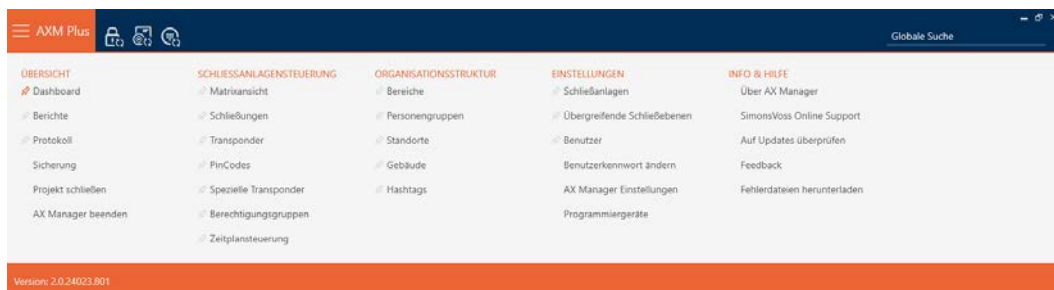 AXM Plus
Globale Suche
ÜBERSICHT
Dashboard
Berichte
Protokoll
Sicherung
Projekt schließen
AX Manager beenden
SCHLIESSANLAGENSTEUERUNG
Matrixansicht
Schließungen
Transponder
PinCodes
Spezielle Transponder
Berechtigungsgruppen
Zeitplansteuerung
ORGANISATIONSSTRUKTUR
Bereiche
Personengruppen
Standorte
Gebäude
Hashtags
EINSTELLUNGEN
Schließanlagen
Übergreifende Schließebenen
Benutzer
Benutzerkennwort ändern
AX Manager Einstellungen
Programmiergeräte
INFO & HILFE
Über AX Manager
SimonsVoss Online Support
Auf Updates überprüfen
Feedback
Fehlerdateien herunterladen
Version: 2.0.24023.801